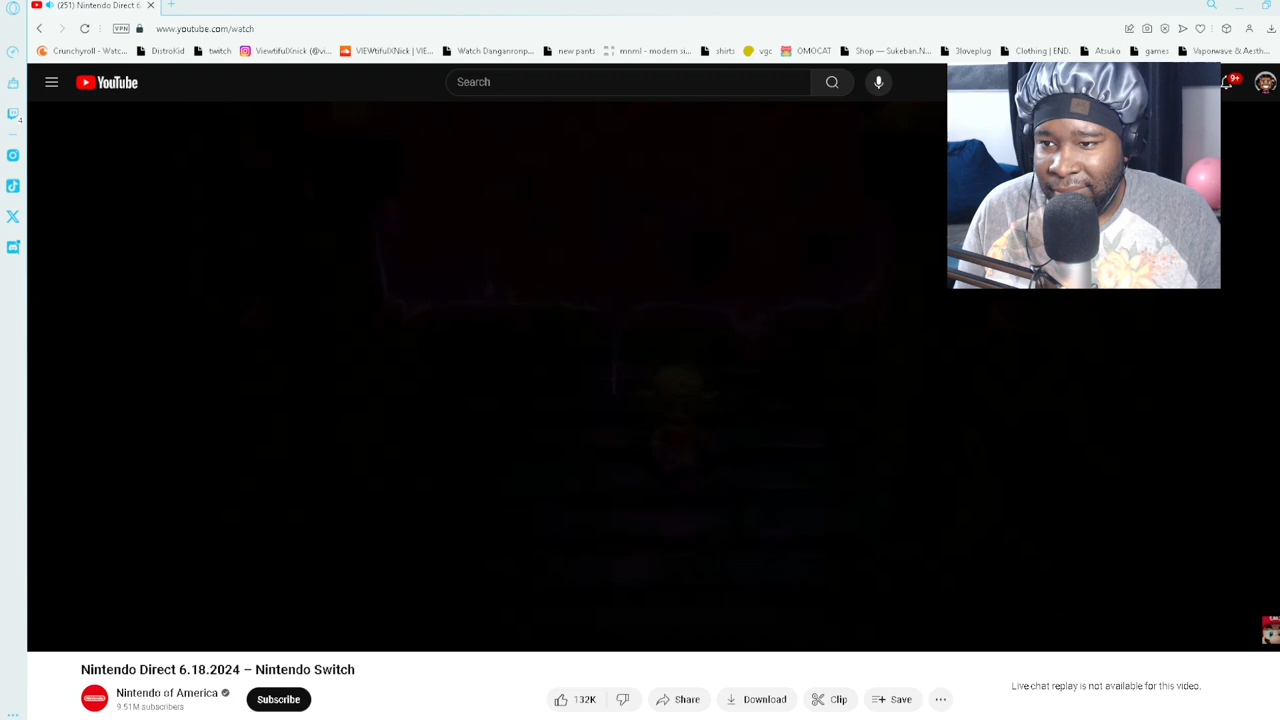 (251) Nintendo Direct 6
VPN
www.youtube.com/watch
Crunchyroll - Watc...
DistroKid
twitch
ViewtifulXnick (@vi...
VIEWtifulXNick | VIE...
Watch Danganronp...
new pants
mnml - modern si...
shirts
vgc
OMOCAT
Shop — Sukeban.N...
3loveplug
Clothing | END.
Atsuko
games
Vaporwave & Aesth...
YouTube
Search
9+
4
Nintendo Direct 6.18.2024 – Nintendo Switch
Nintendo of America
9.51M subscribers
Subscribe
132K
Share
Download
Clip
Save
Live chat replay is not available for this video.